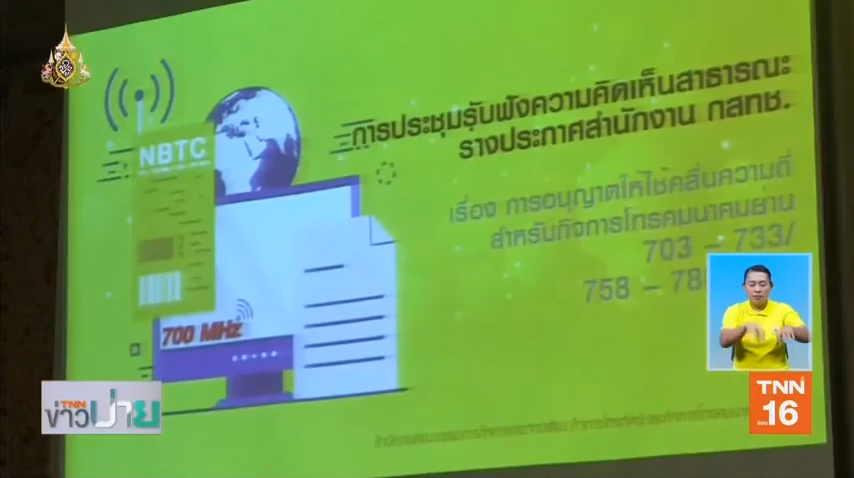 การประชุมรับฟังความคิดเห็นสาธารณะ
ร่างประกาศสำนักงาน กสทช.
เรื่อง การอนุญาตให้ใช้คลื่นความถี่
สำหรับกิจการโทรคมนาคมย่าน
703 – 733/
758 –
NBTC
700 MHz
TNN
ข่าวบ่าย
TNN
ช่อง 16